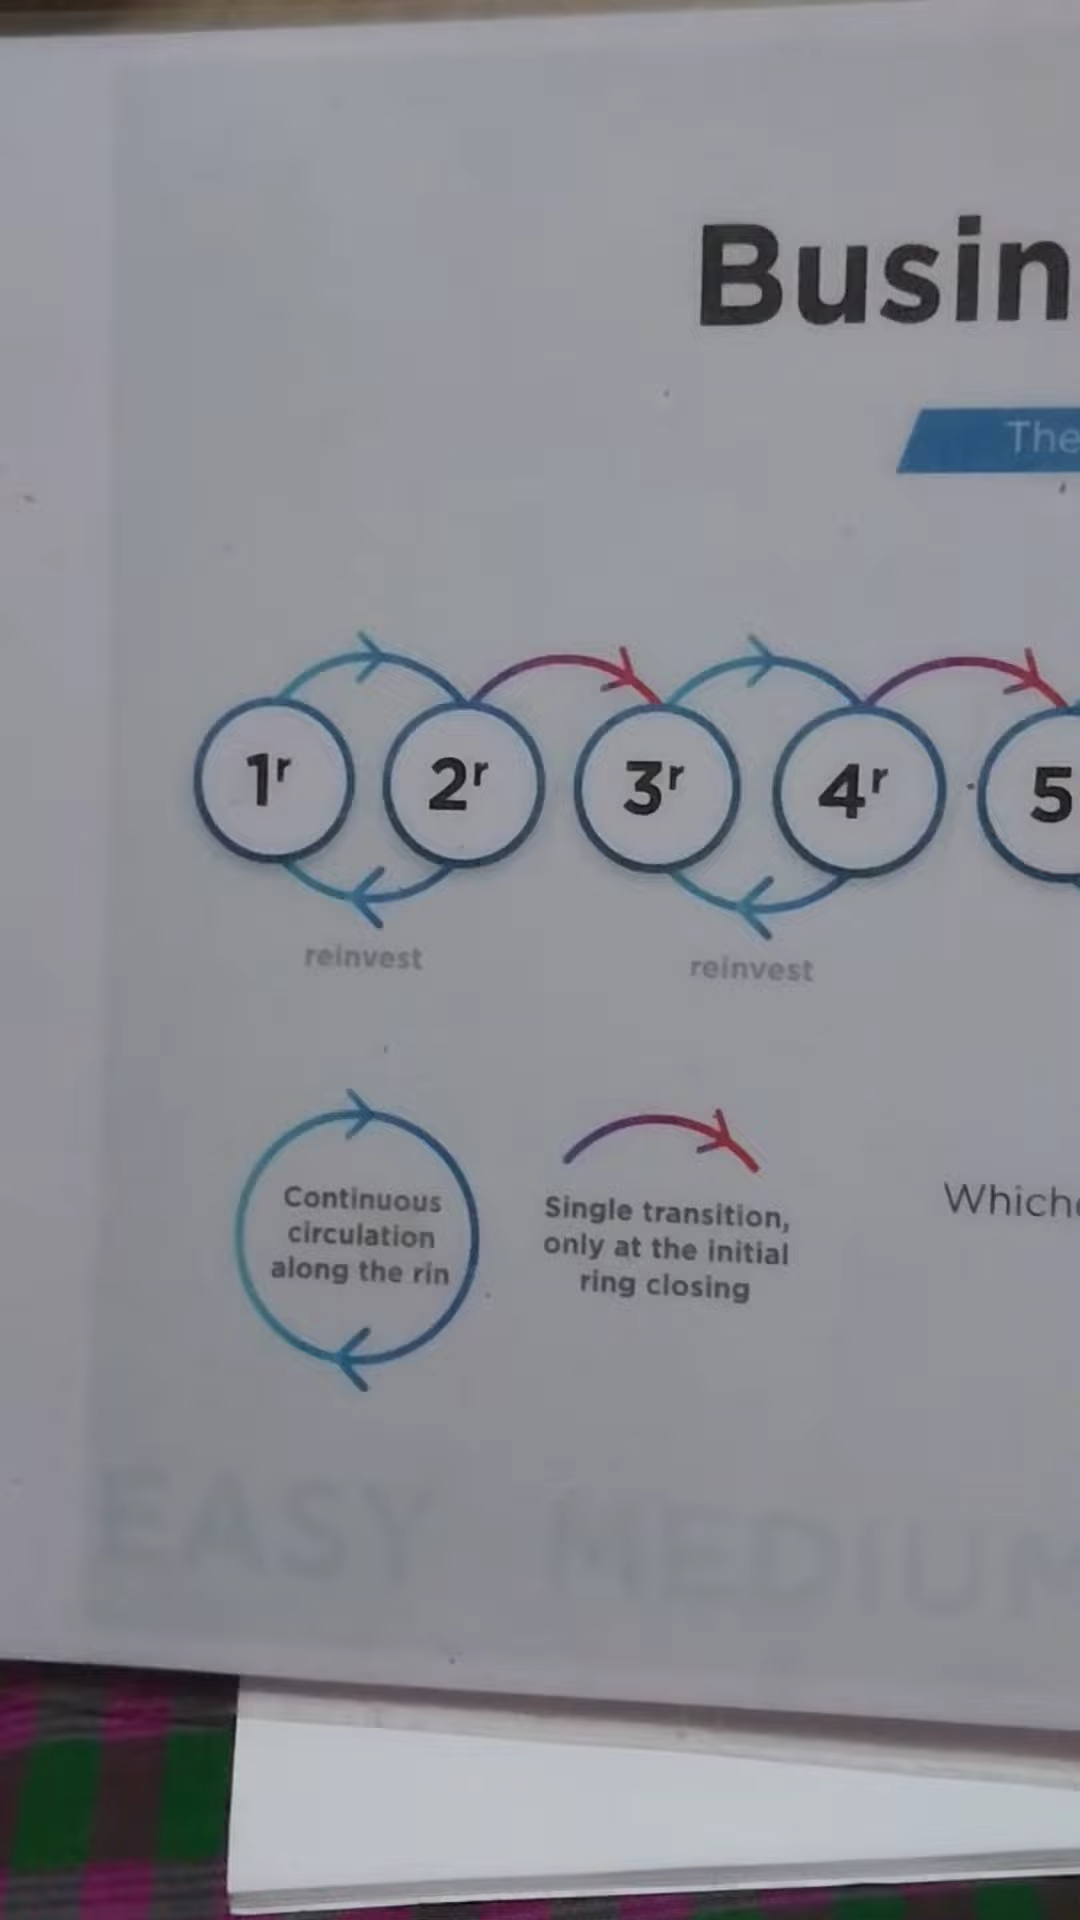 Busin
The
1ʳ 2ʳ 3ʳ 4ʳ 5
reinvest reinvest
Continuous
circulation
along the rin
Single transition,
only at the initial
ring closing
Which
EASY MEDIUM